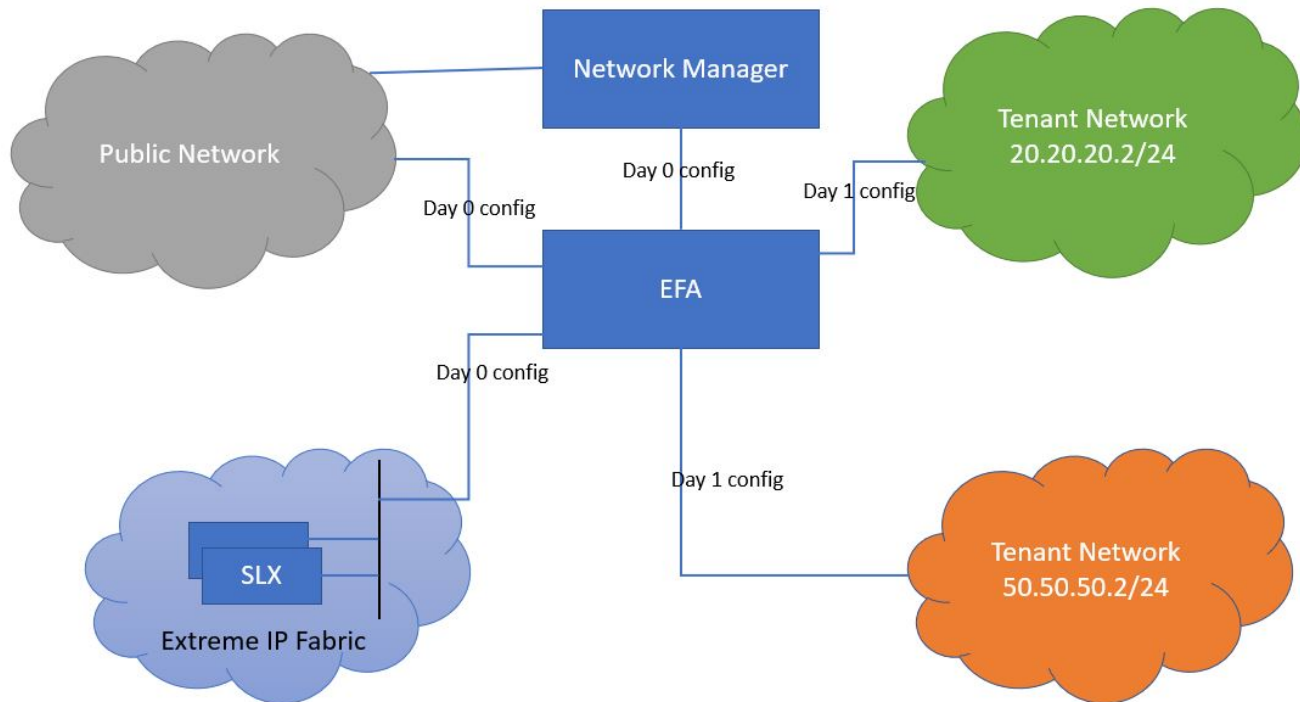 Network Manager
Public Network
Tenant Network
20.20.20.2/24
Day 0 config
Day 0 config
Day 1 config
EFA
Day 0 config
Day 1 config
SLX
Extreme IP Fabric
Tenant Network
50.50.50.2/24